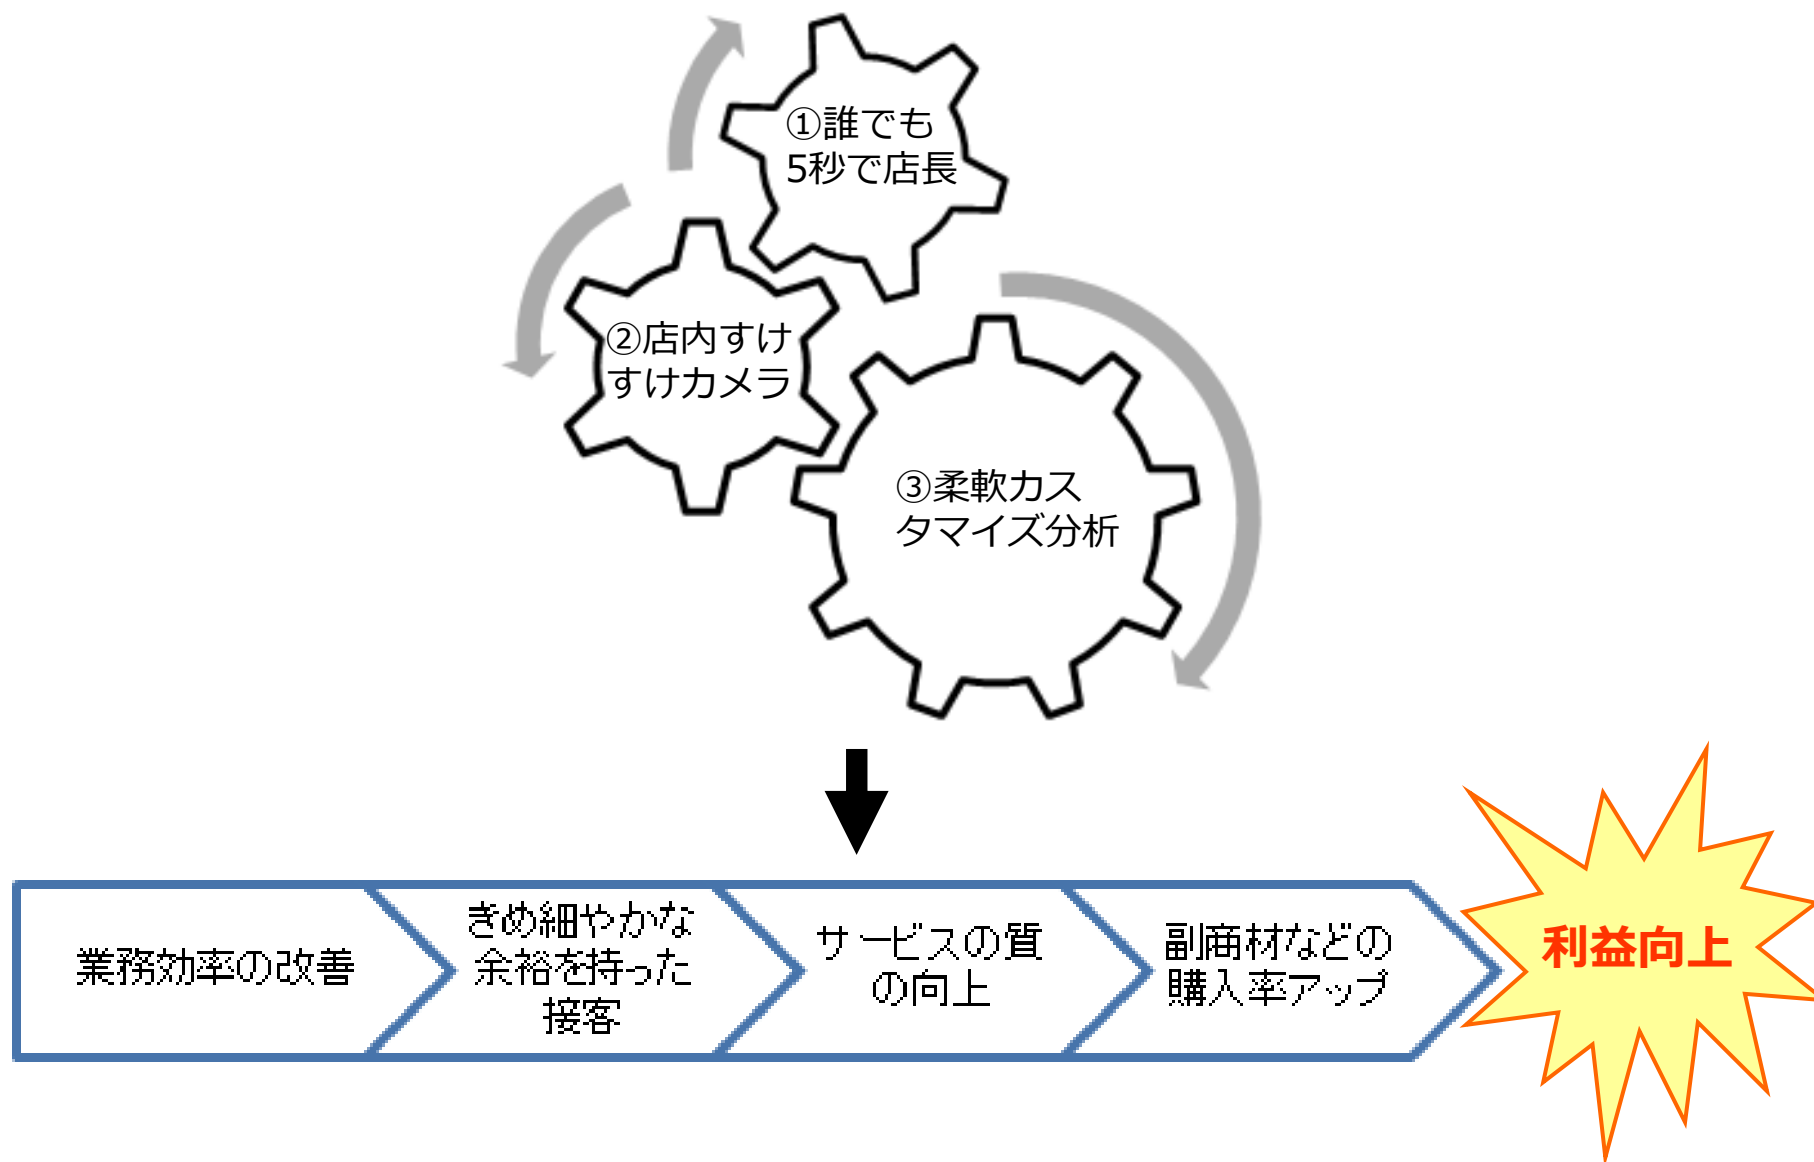 ①誰でも
5秒で店長
②店内すけ
すけカメラ
③柔軟カス
タマイズ分析
業務効率の改善
きめ細やかな
余裕を持った
接客
サービスの質
の向上
副商材などの
購入率アップ
利益向上